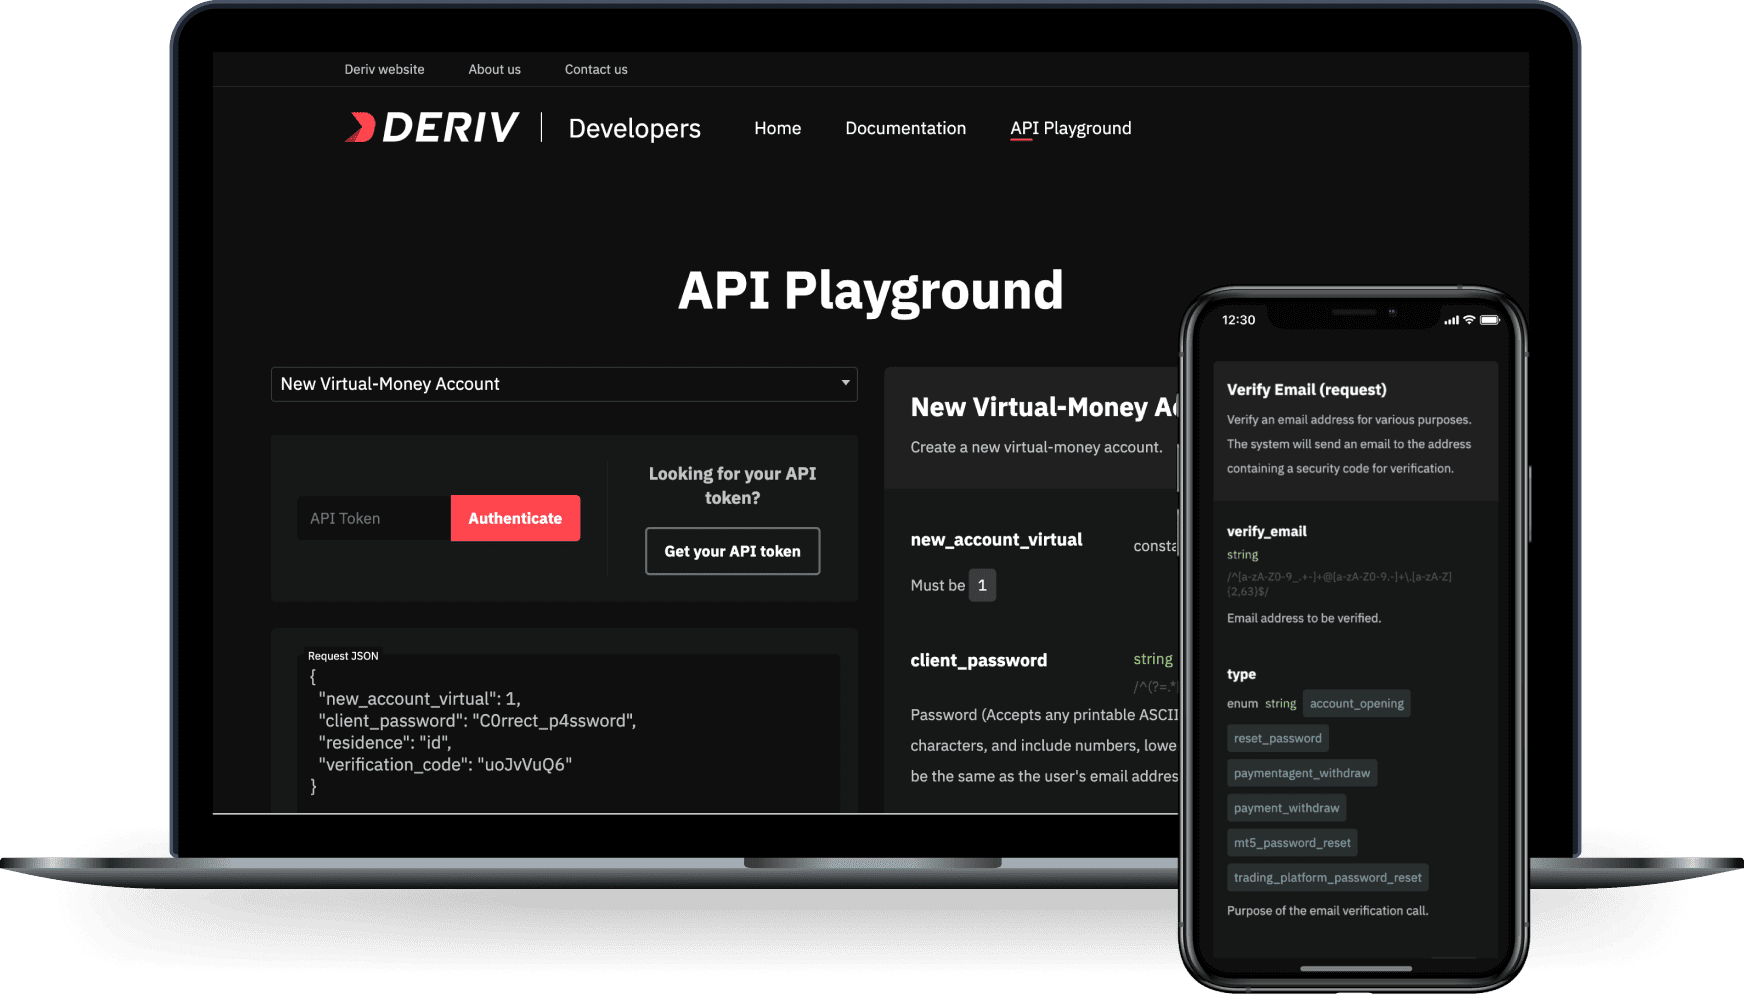 Deriv website About us Contact us
DERIV Developers Home Documentation API Playground
API Playground
New Virtual-Money Account
API Token
Authenticate
Looking for your API
token?
Get your API token
Request JSON
{
"new_account_virtual": 1,
"client_password": "C0rrect_p4ssword",
"residence": "id",
"verification_code": "uoJvVuQ6"
}
New Virtual-Money
Create a new virtual-money account.
new_account_virtual
Must be 1
client_password string
/^(?=.*
Password (Accepts any printable ASCII
characters, and include numbers,
be the same as the user's email
12:30
Verify Email (request)
Verify an email address for various purposes.
The system will send an email to the address
containing a security code for verification.
verify_email
string
/^[a-zA-Z0-9_.+-]+@[a-zA-Z0-9.-]+\.[a-zA-Z]
{2,63}$/
Email address to be verified.
type
enum string account_opening
reset_password
paymentagent_withdraw
payment_withdraw
mt5_password_reset
trading_platform_password_reset
Purpose of the email verification call.